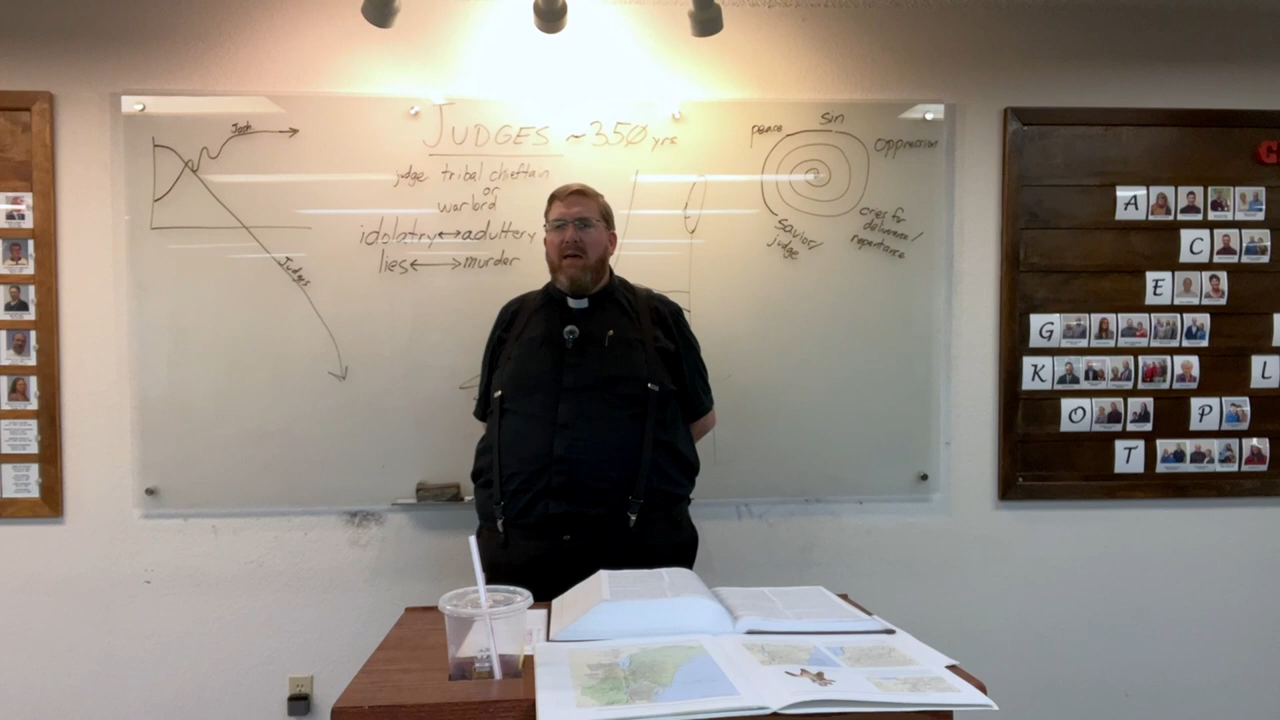 Josh
Judges
JUDGES ~350 yrs
judge tribal chieftain
or
warlord
idolatry↔adultery
lies↔murder
sin
peace
oppression
cries for
deliverance/
repentance
savior/
judge
A
C
E
G
K
L
O
P
T